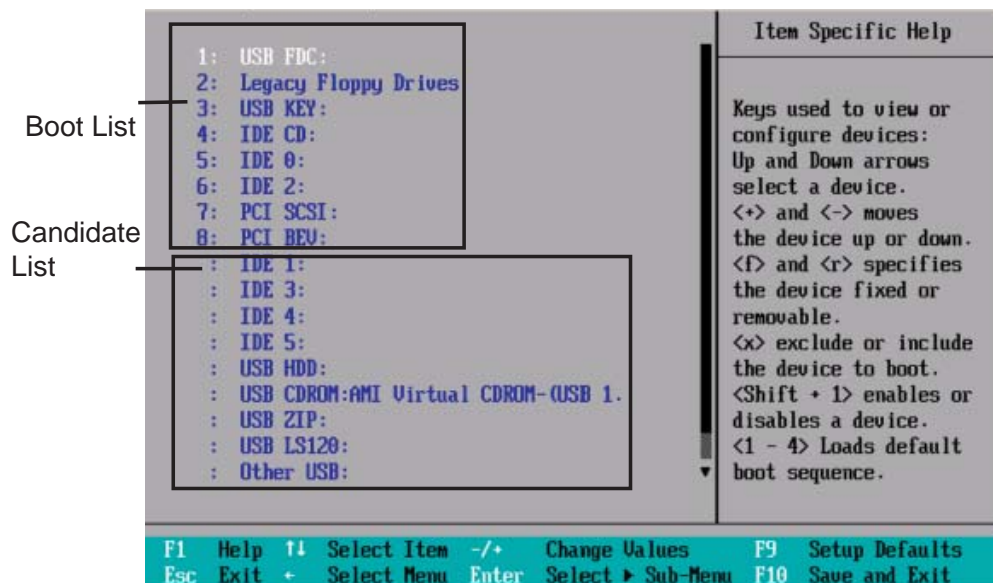 Item Specific Help
1: USB FDC:
2: Legacy Floppy Drives
3: USB KEY:
4: IDE CD:
5: IDE 0:
6: IDE 2:
7: PCI SCSI:
8: PCI BEV:
: IDE 1:
: IDE 3:
: IDE 4:
: IDE 5:
: USB HDD:
: USB CDROM:AMI Virtual CDROM-(USB 1.
: USB ZIP:
: USB LS120:
: Other USB:
Boot List
Candidate
List
Keys used to view or
configure devices:
Up and Down arrows
select a device.
<+> and <-> moves
the device up or down.
<f> and <r> specifies
the device fixed or
removable.
<x> exclude or include
the device to boot.
<Shift + 1> enables or
disables a device.
<1 - 4> Loads default
boot sequence.
F1 Help ↑↓ Select Item -/+ Change Values F9 Setup Defaults
Esc Exit ← Select Menu Enter Select ▶ Sub-Menu F10 Save and Exit